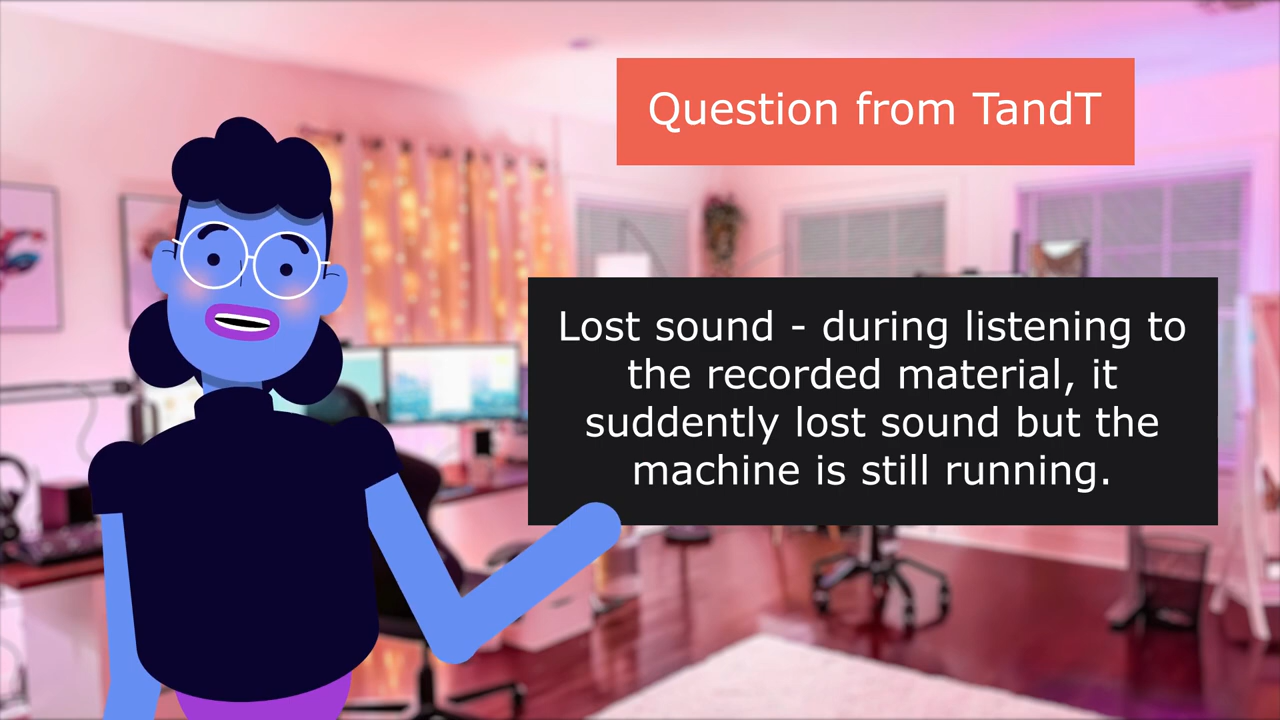 Question from TandT
Lost sound - during listening to
the recorded material, it
suddently lost sound but the
machine is still running.